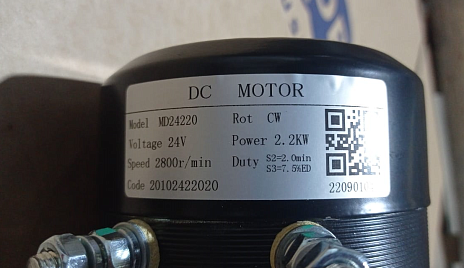 DC MOTOR
Model MD24220 Rot CW
Voltage 24V Power 2.2KW
Speed 2800r/min Duty S2=2.0min
S3=7.5%ED
Code 20102422020